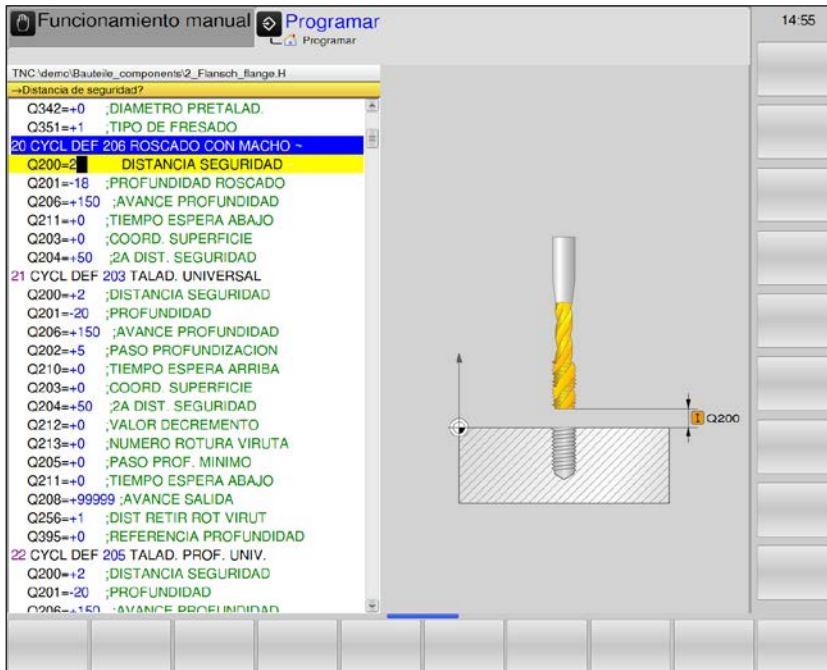 Funcionamiento manual
Programar
Programar
14:55
TNC:\demo\Bauteile_components\2_Flansch_flange.H
→Distancia de seguridad?
Q342=+0 ;DIAMETRO PRETALAD.
Q351=+1 ;TIPO DE FRESADO
20 CYCL DEF 206 ROSCADO CON MACHO ~
Q200=2 DISTANCIA SEGURIDAD ~
Q201=-18 ;PROFUNDIDAD ROSCADO
Q206=+150 ;AVANCE PROFUNDIDAD
Q211=+0 ;TIEMPO ESPERA ABAJO
Q203=+0 ;COORD. SUPERFICIE
Q204=+50 ;2A DIST. SEGURIDAD
21 CYCL DEF 203 TALAD. UNIVERSAL
Q200=+2 ;DISTANCIA SEGURIDAD
Q201=-20 ;PROFUNDIDAD
Q206=+150 ;AVANCE PROFUNDIDAD
Q202=+5 ;PASO PROFUNDIZACION
Q210=+0 ;TIEMPO ESPERA ARRIBA
Q203=+0 ;COORD. SUPERFICIE
Q204=+50 ;2A DIST. SEGURIDAD
Q212=+0 ;VALOR DECREMENTO
Q213=+0 ;NUMERO ROTURA VIRUTA
Q205=+0 ;PASO PROF. MINIMO
Q211=+0 ;TIEMPO ESPERA ABAJO
Q208=+99999 ;AVANCE SALIDA
Q256=+1 ;DIST RETIR ROT VIRUT
Q395=+0 ;REFERENCIA PROFUNDIDAD
22 CYCL DEF 205 TALAD. PROF. UNIV.
Q200=+2 ;DISTANCIA SEGURIDAD
Q201=-20 ;PROFUNDIDAD
Q206=+150 ;AVANCE PROFUNDIDAD
I Q200